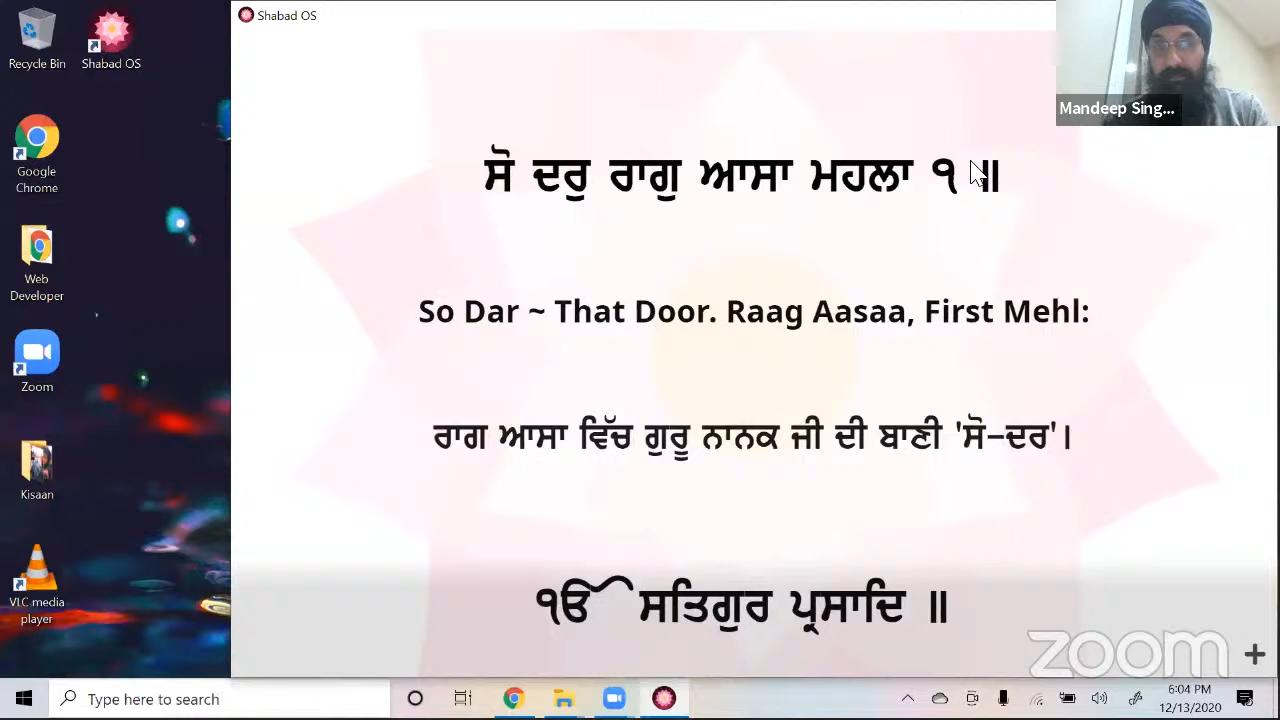 Shabad OS
Recycle Bin
Shabad OS
Mandeep Sing...
Google
Chrome
Web
Developer
Zoom
Kisaan
VLC media
player
ਸੋ ਦਰੁ ਰਾਗੁ ਆਸਾ ਮਹਲਾ ੧ ॥
So Dar ~ That Door. Raag Aasaa, First Mehl:
ਰਾਗ ਆਸਾ ਵਿੱਚ ਗੁਰੂ ਨਾਨਕ ਜੀ ਦੀ ਬਾਣੀ 'ਸੋ-ਦਰ'।
ੴ ਸਤਿਗੁਰ ਪ੍ਰਸਾਦਿ ॥
zoom
Type here to search
6:04 PM
12/13/2020